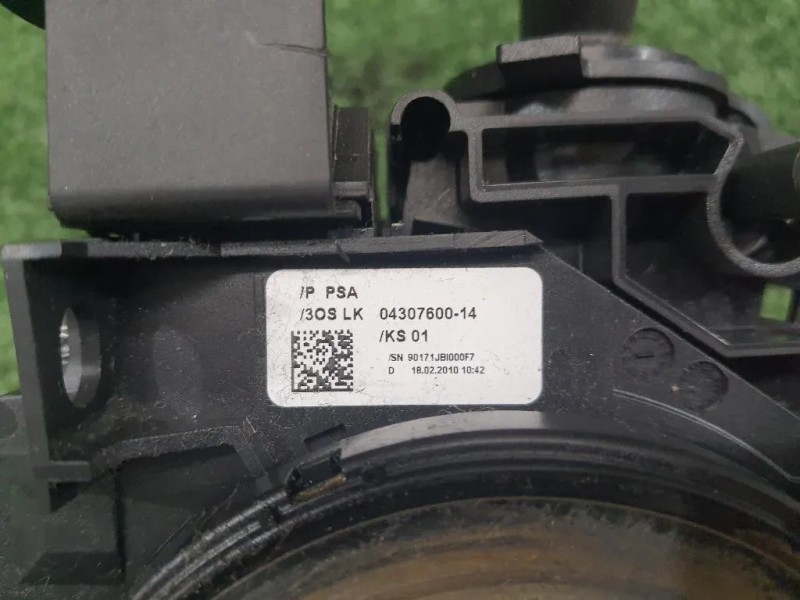 /P PSA
/3OS LK 04307600-14
/KS 01
/SN 90171JBI000F7
D 18.02.2010 10:42